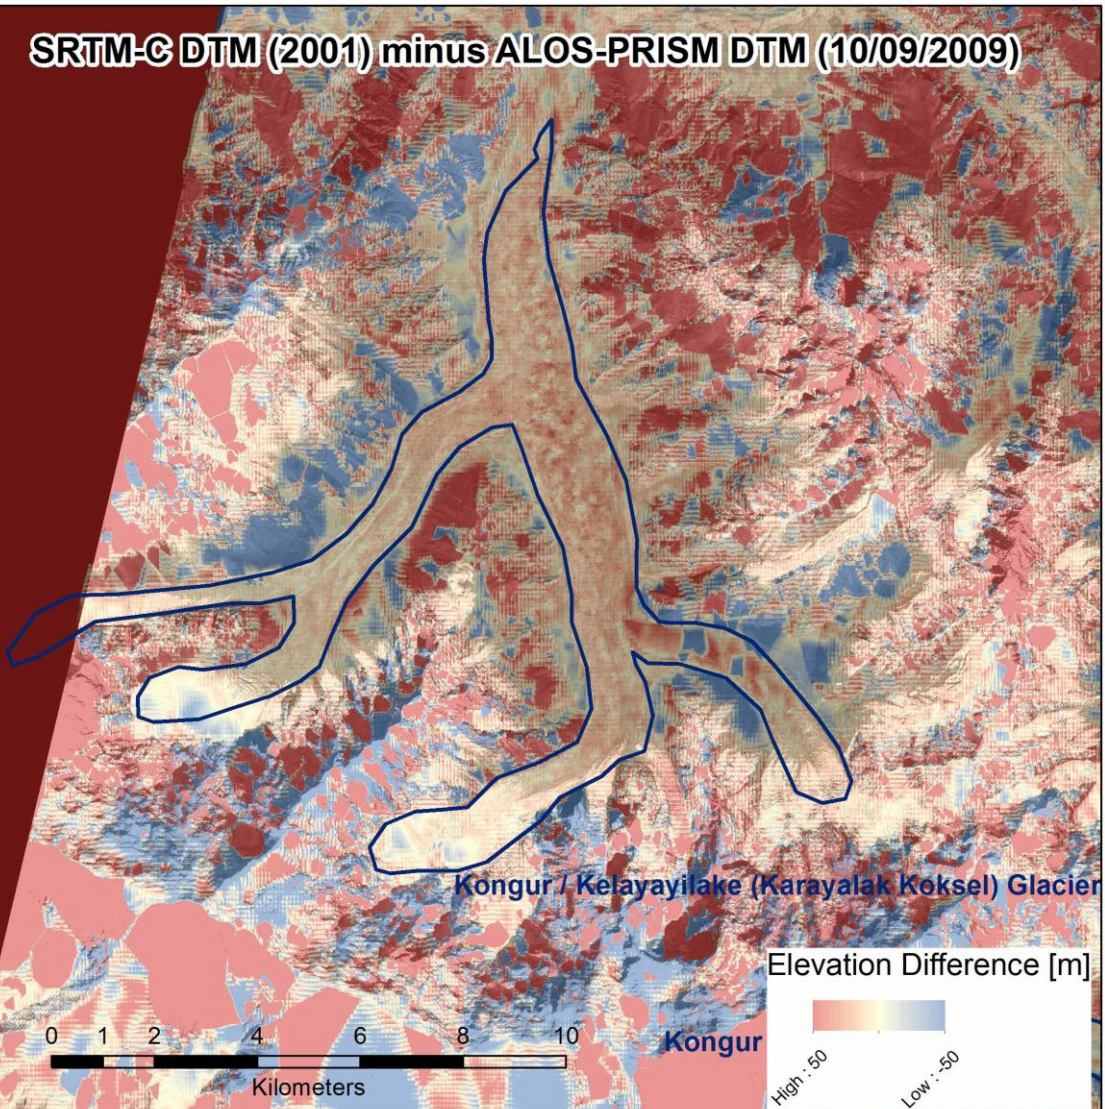 SRTM-C DTM (2001) minus ALOS-PRISM DTM (10/09/2009)
Kongur / Kelayayilake (Karayalak Koksel) Glacier
Elevation Difference [m]
High : 50
Low : -50
Kongur
0 1 2 4 6 8 10
Kilometers